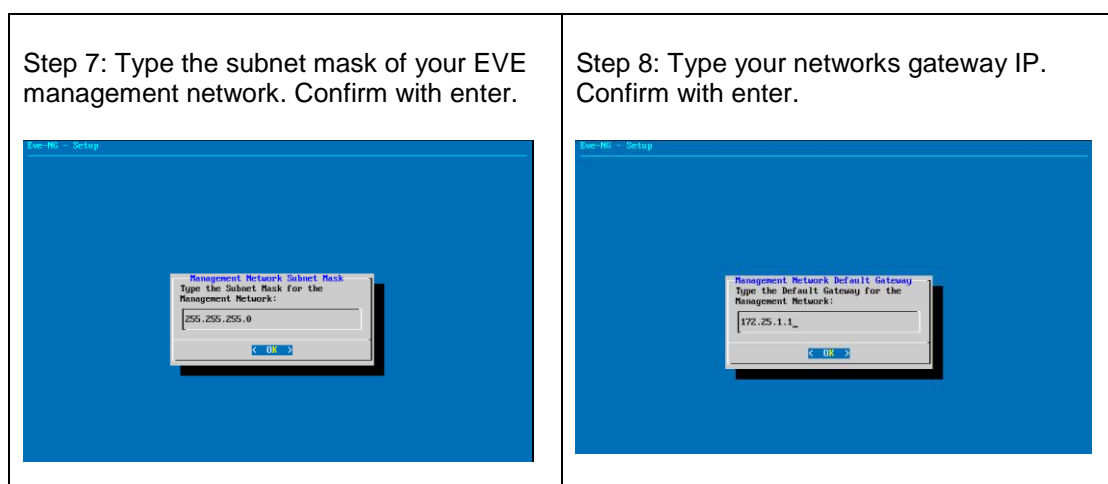 Step 7: Type the subnet mask of your EVE
management network. Confirm with enter.
Eve-NG - Setup
Management Network Subnet Mask
Type the Subnet Mask for the
Management Network:
255.255.255.0
< OK >
Step 8: Type your networks gateway IP.
Confirm with enter.
Eve-NG - Setup
Management Network Default Gateway
Type the Default Gateway for the
Management Network:
172.25.1.1_
< OK >